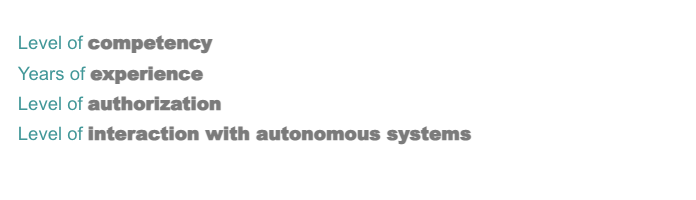 Level of competency
Years of experience
Level of authorization
Level of interaction with autonomous systems